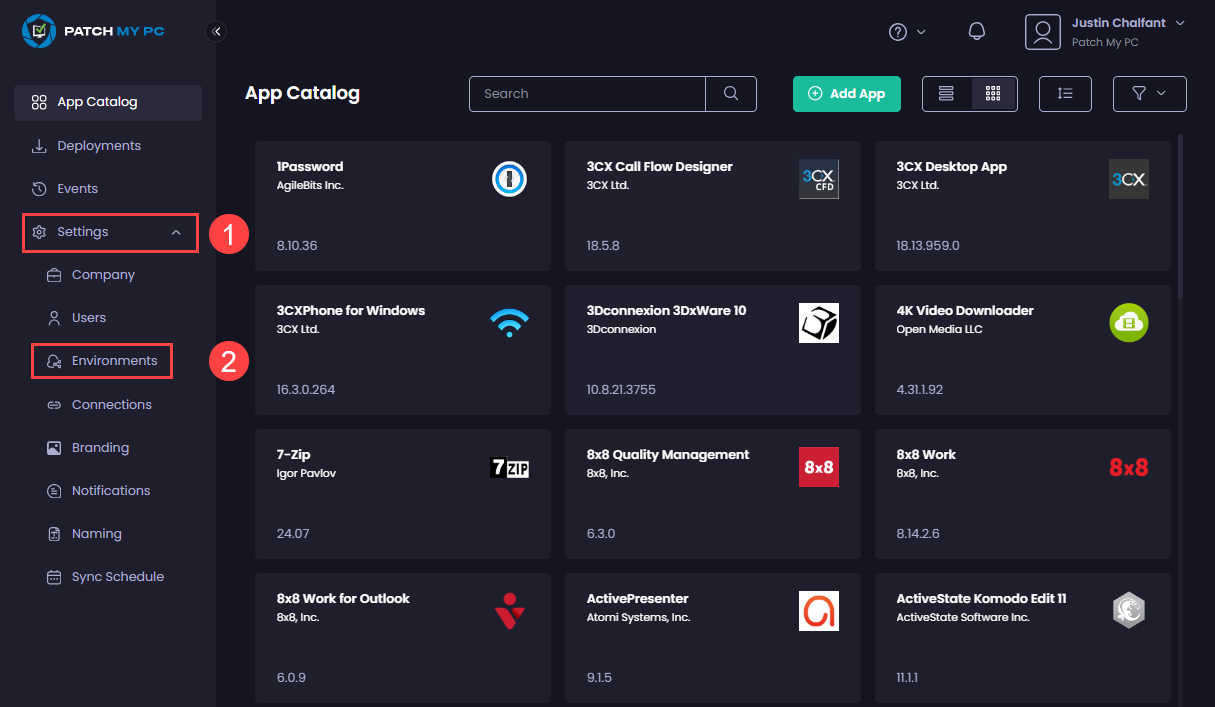 PATCH MY PC
Justin Chalfant
Patch My PC
App Catalog
Deployments
Events
Settings
1
Company
Users
Environments
2
Connections
Branding
Notifications
Naming
Sync Schedule
App Catalog
Search
Add App
1Password
AgileBits Inc.
8.10.36
3CX Call Flow Designer
3CX Ltd.
3CX
CFD
18.5.8
3CX Desktop App
3CX Ltd.
3CX
18.13.959.0
3CXPhone for Windows
3CX Ltd.
16.3.0.264
3Dconnexion 3DxWare 10
3Dconnexion
10.8.21.3755
4K Video Downloader
Open Media LLC
4.31.1.92
7-Zip
Igor Pavlov
7ZIP
24.07
8x8 Quality Management
8x8, Inc.
8x8
6.3.0
8x8 Work
8x8, Inc.
8x8
8.14.2.6
8x8 Work for Outlook
8x8, Inc.
6.0.9
ActivePresenter
Atomi Systems, Inc.
9.1.5
ActiveState Komodo Edit 11
ActiveState Software Inc.
11.1.1